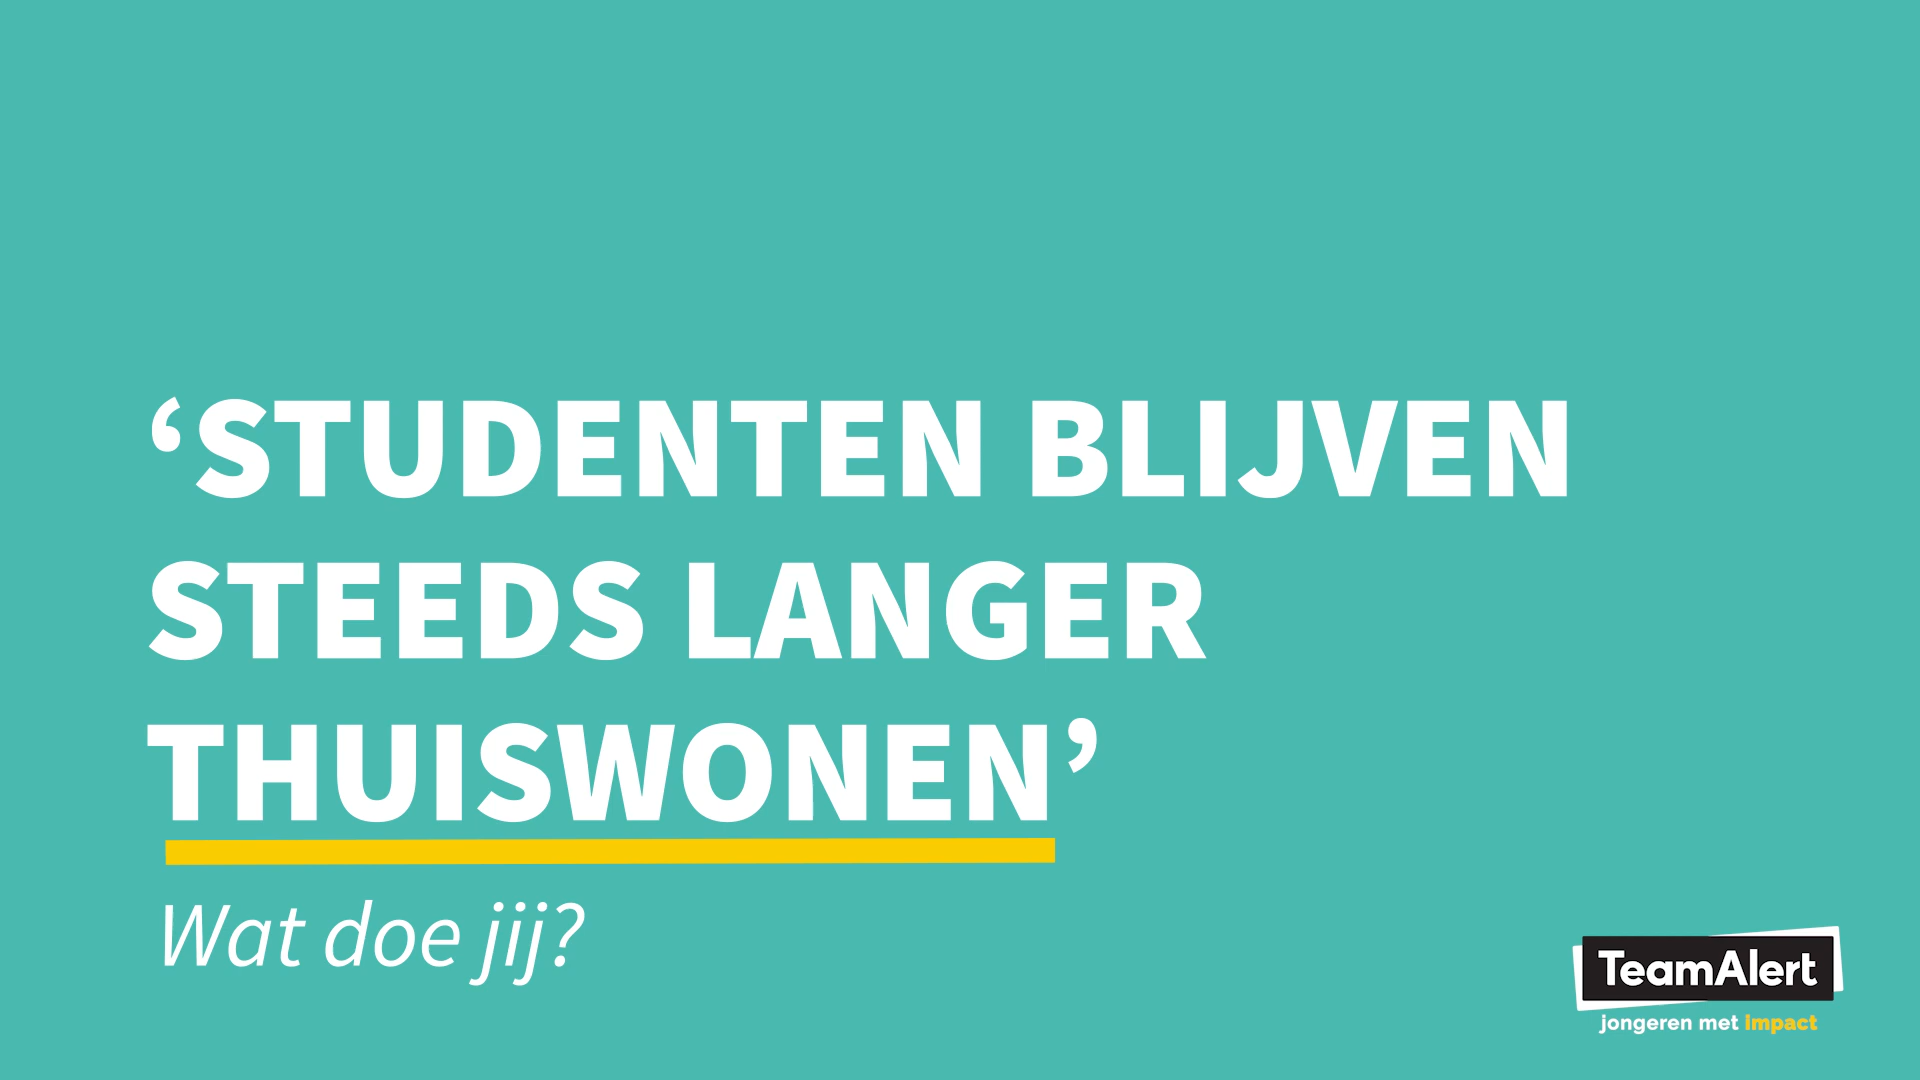 ‘STUDENTEN BLIJVEN
STEEDS LANGER
THUISWONEN’
Wat doe jij?
TeamAlert
jongeren met impact